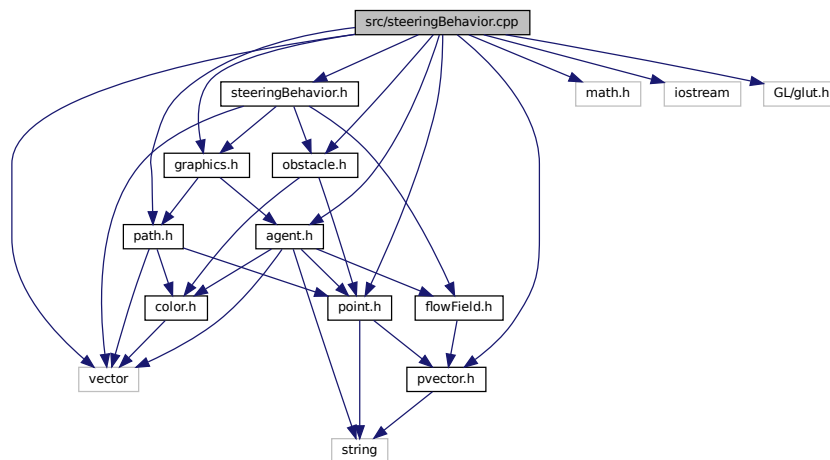 src/steeringBehavior.cpp
steeringBehavior.h
math.h
iostream
GL/glut.h
graphics.h
obstacle.h
path.h
agent.h
color.h
point.h
flowField.h
vector
pvector.h
string